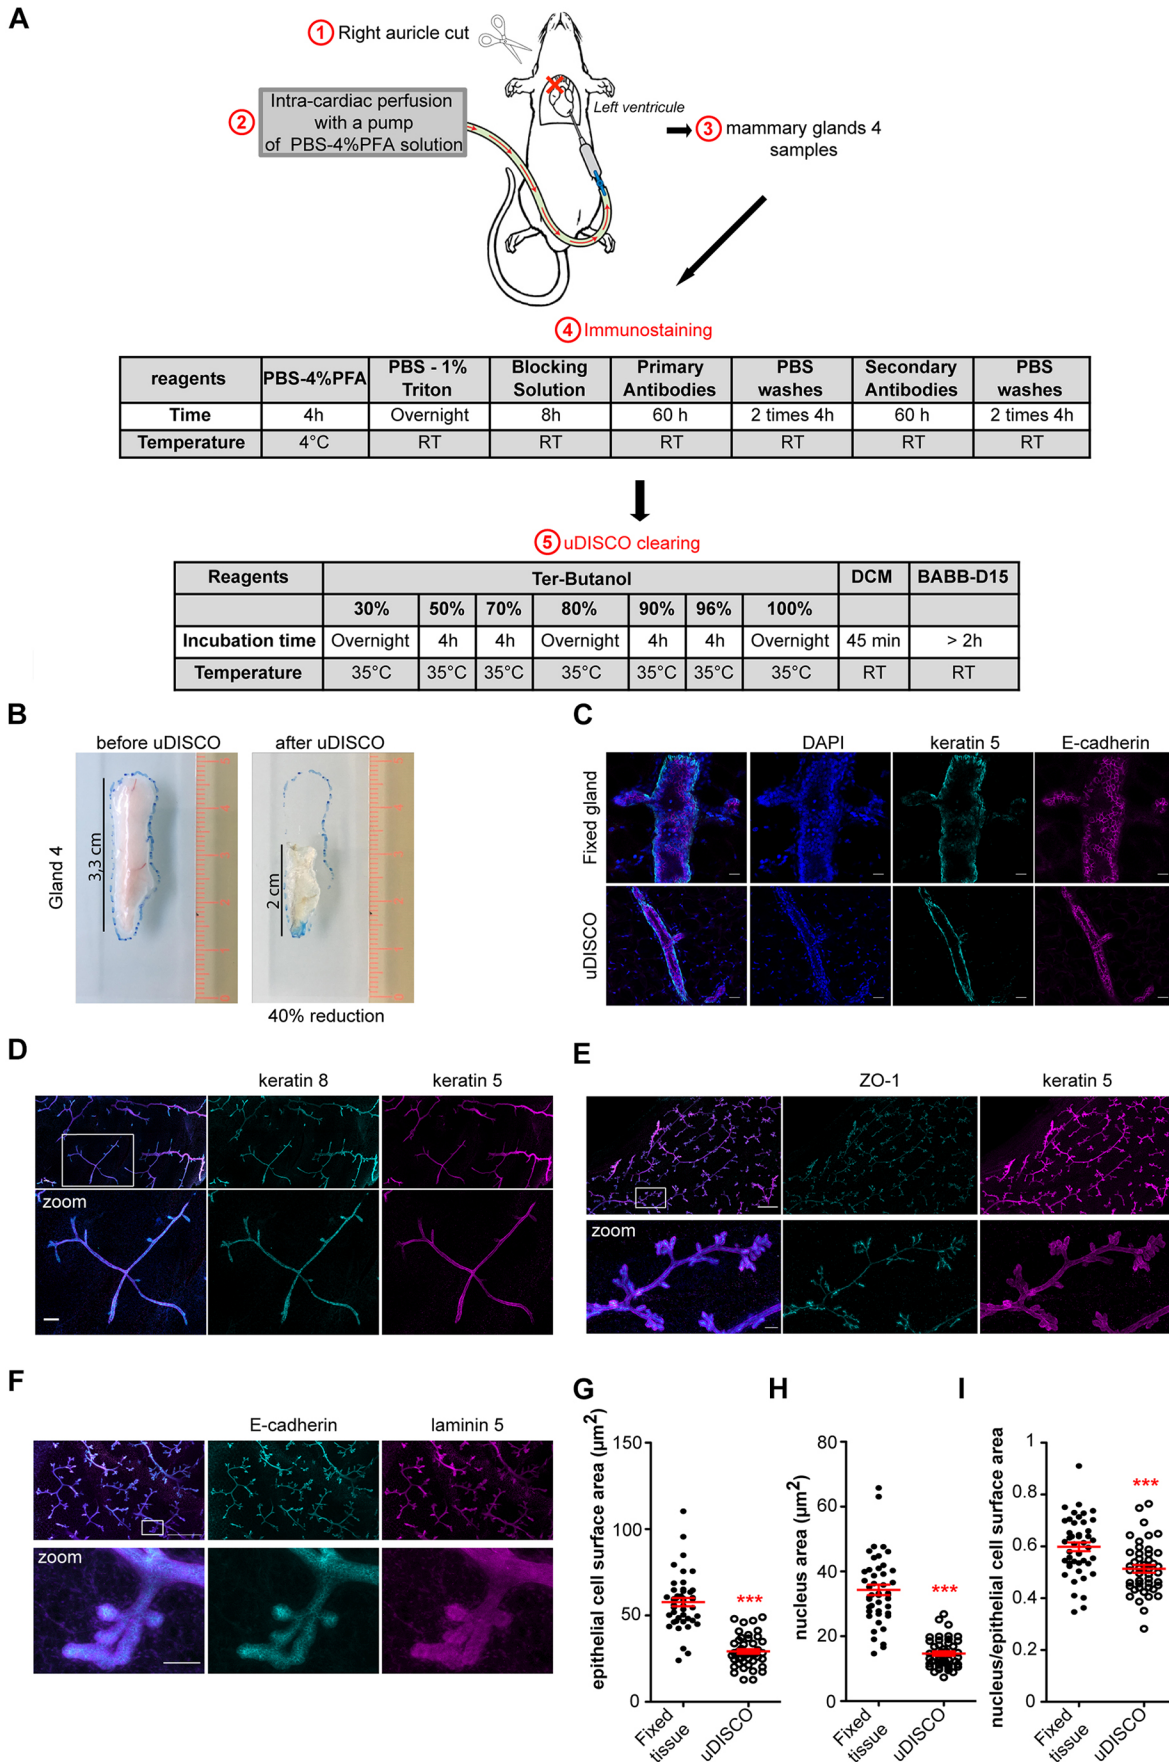 A
1 Right auricle cut
2 Intra-cardiac perfusion
with a pump
of PBS-4%PFA solution
Left ventricule
3 mammary glands 4
samples
4 Immunostaining
reagents PBS-4%PFA PBS - 1% Triton Blocking Solution Primary Antibodies PBS washes Secondary Antibodies PBS washes
Time 4h Overnight 8h 60 h 2 times 4h 60 h 2 times 4h
Temperature 4°C RT RT RT RT RT RT
5 uDISCO clearing
Reagents Ter-Butanol DCM BABB-D15
30% 50% 70% 80% 90% 96% 100%
Incubation time Overnight 4h 4h Overnight 4h 4h Overnight 45 min > 2h
Temperature 35°C 35°C 35°C 35°C 35°C 35°C 35°C RT RT
B
before uDISCO after uDISCO
Gland 4
3,3 cm
2 cm
40% reduction
C
DAPI keratin 5 E-cadherin
Fixed gland
uDISCO
D
keratin 8 keratin 5
zoom
E
ZO-1 keratin 5
zoom
F
E-cadherin laminin 5
zoom
G
epithelial cell surface area (µm²)
150
100
50
0
***
Fixed tissue
uDISCO
H
nucleus area (µm²)
80
60
40
20
0
***
Fixed tissue
uDISCO
I
nucleus/epithelial cell surface area
1
0.8
0.6
0.4
0.2
0
***
Fixed tissue
uDISCO